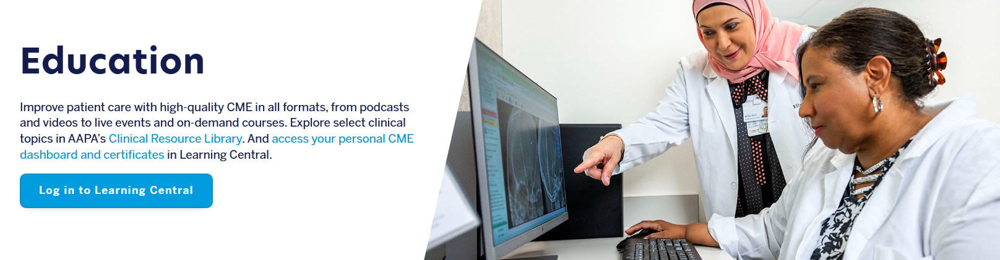 Education
Improve patient care with high-quality CME in all formats, from podcasts
and videos to live events and on-demand courses. Explore select clinical
topics in AAPA’s Clinical Resource Library. And access your personal CME
dashboard and certificates in Learning Central.
Log in to Learning Central